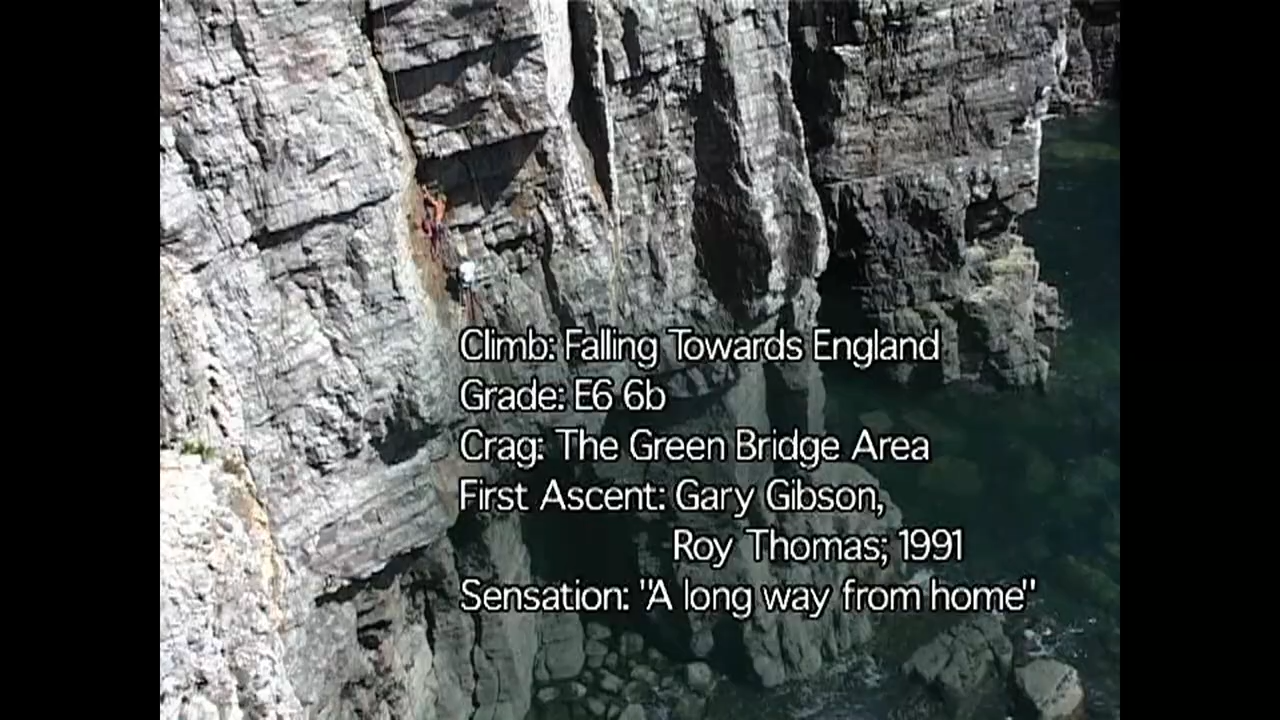 Climb: Falling Towards England
Grade: E6 6b
Crag: The Green Bridge Area
First Ascent: Gary Gibson,
Roy Thomas; 1991
Sensation: "A long way from home"